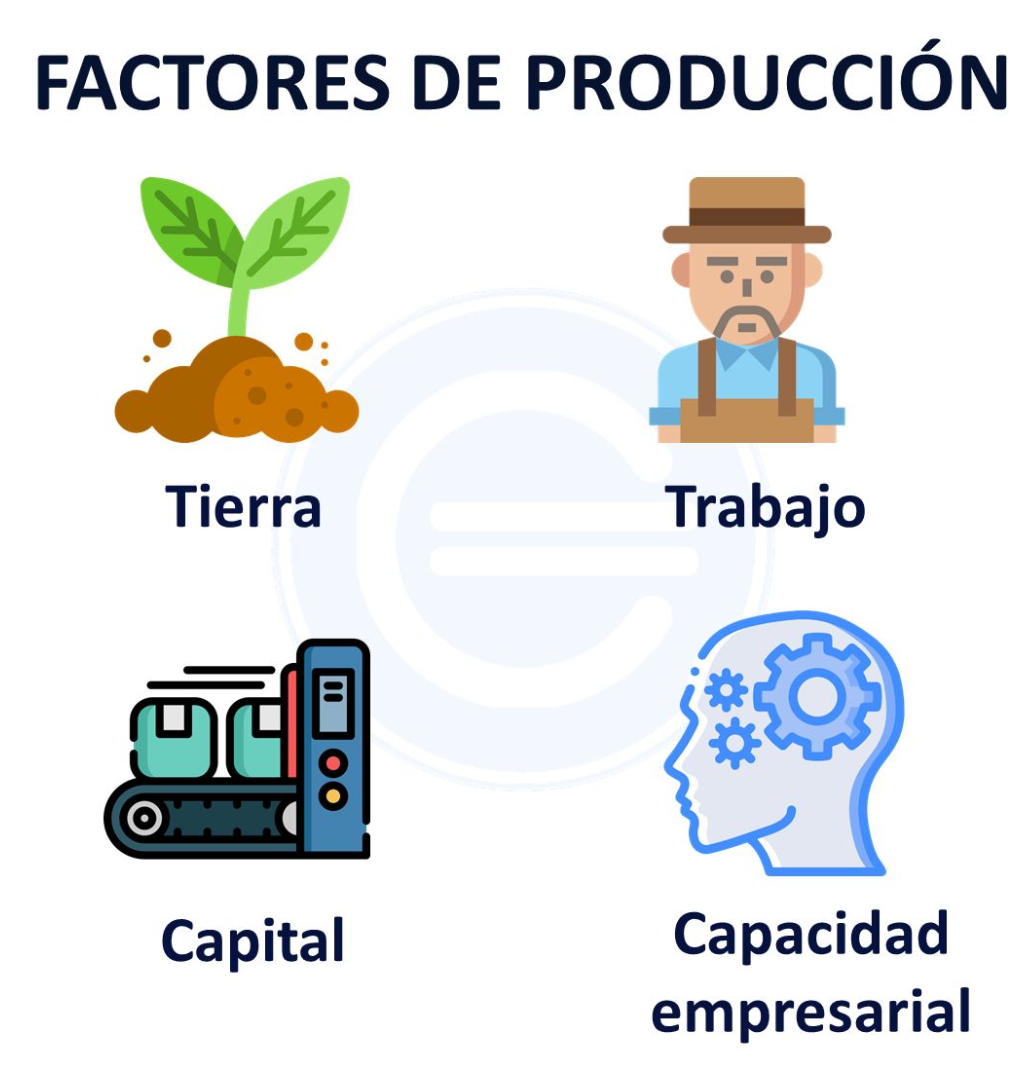 FACTORES DE PRODUCCIÓN
Tierra
Trabajo
Capital
Capacidad
empresarial